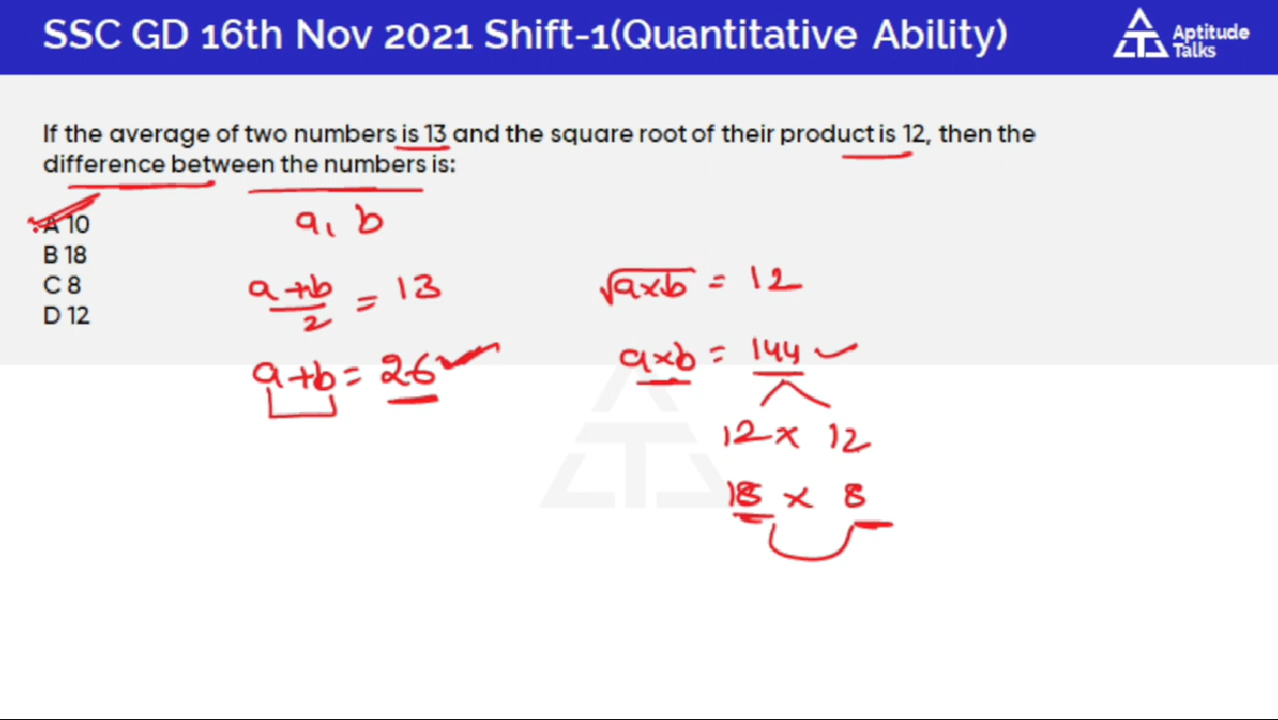 SSC GD 16th Nov 2021 Shift-1(Quantitative Ability)
Aptitude
Talks
If the average of two numbers is 13 and the square root of their product is 12, then the
difference between the numbers is:
A 10
B 18
C 8
D 12
a, b
a+b/2 = 13
a+b = 26
√a×b = 12
a×b = 144
12 × 12
18 × 8